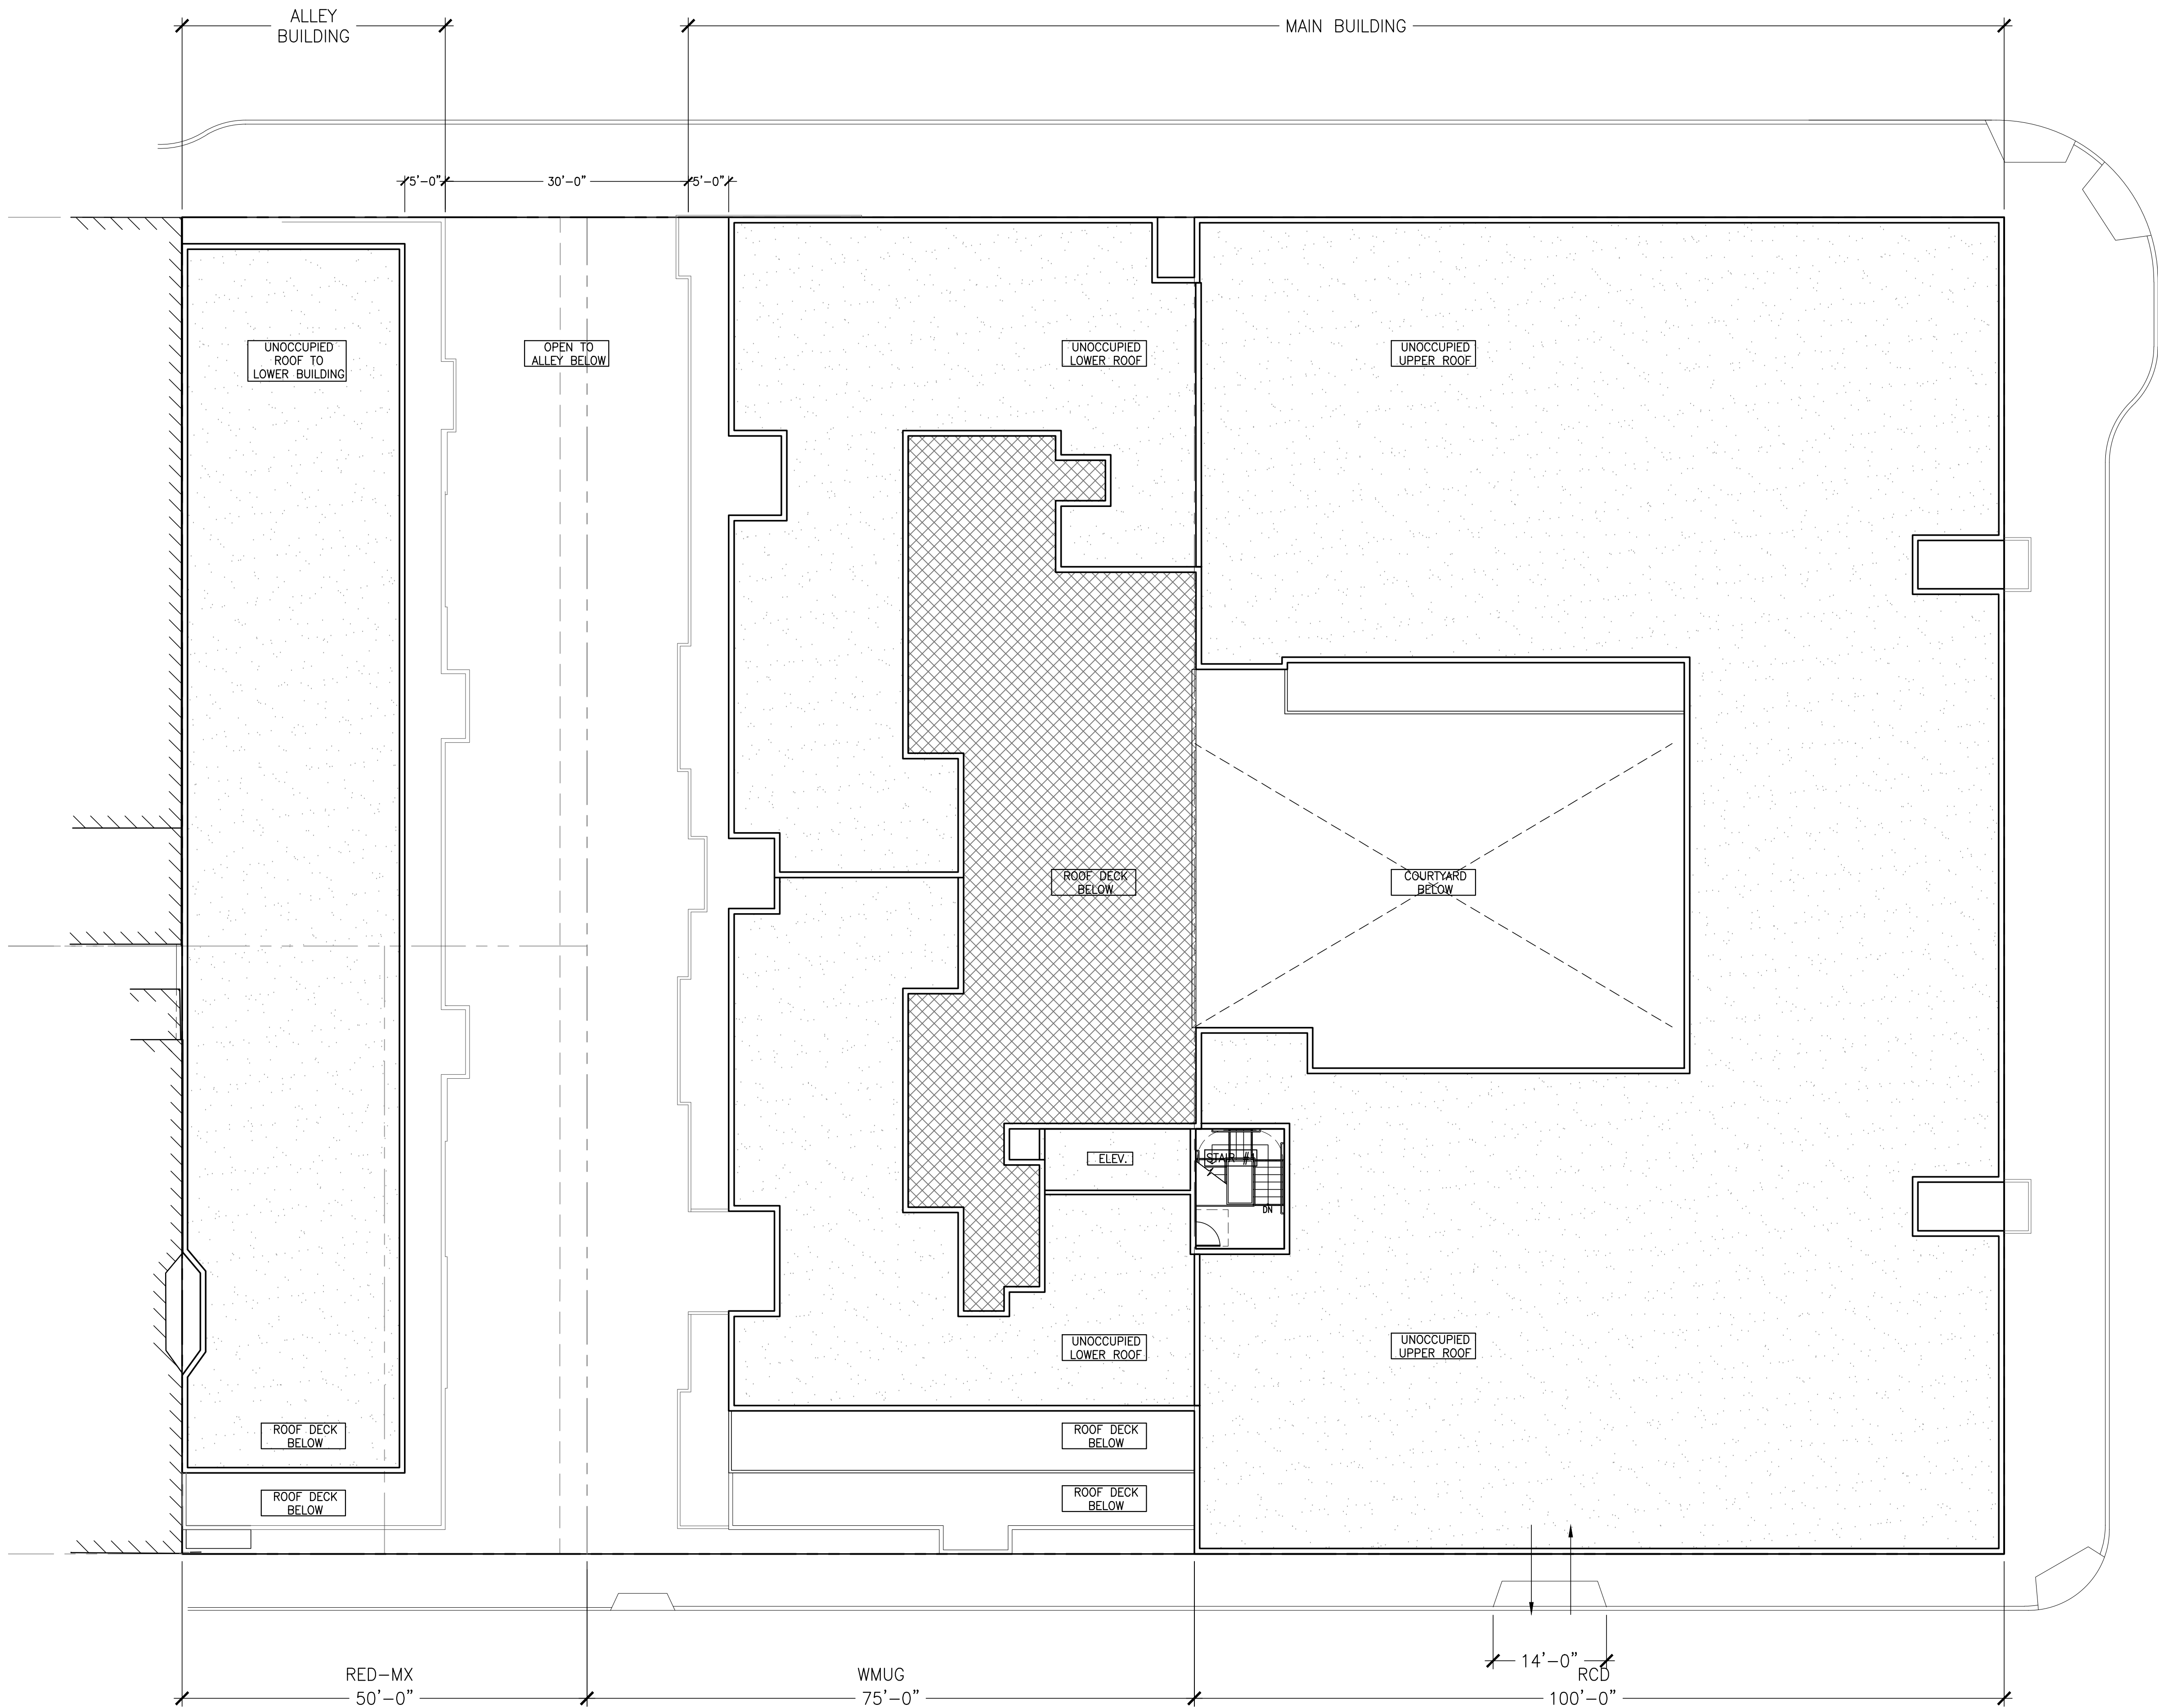 ALLEY
BUILDING
MAIN BUILDING
5'-0"
30'-0"
5'-0"
UNOCCUPIED
ROOF TO
LOWER BUILDING
OPEN TO
ALLEY BELOW
UNOCCUPIED
LOWER ROOF
UNOCCUPIED
UPPER ROOF
ROOF DECK
BELOW
COURTYARD
BELOW
ELEV.
STAIR #1
DN
UNOCCUPIED
LOWER ROOF
UNOCCUPIED
UPPER ROOF
ROOF DECK
BELOW
ROOF DECK
BELOW
ROOF DECK
BELOW
ROOF DECK
BELOW
14'-0"
RED-MX
50'-0"
WMUG
75'-0"
RCD
100'-0"